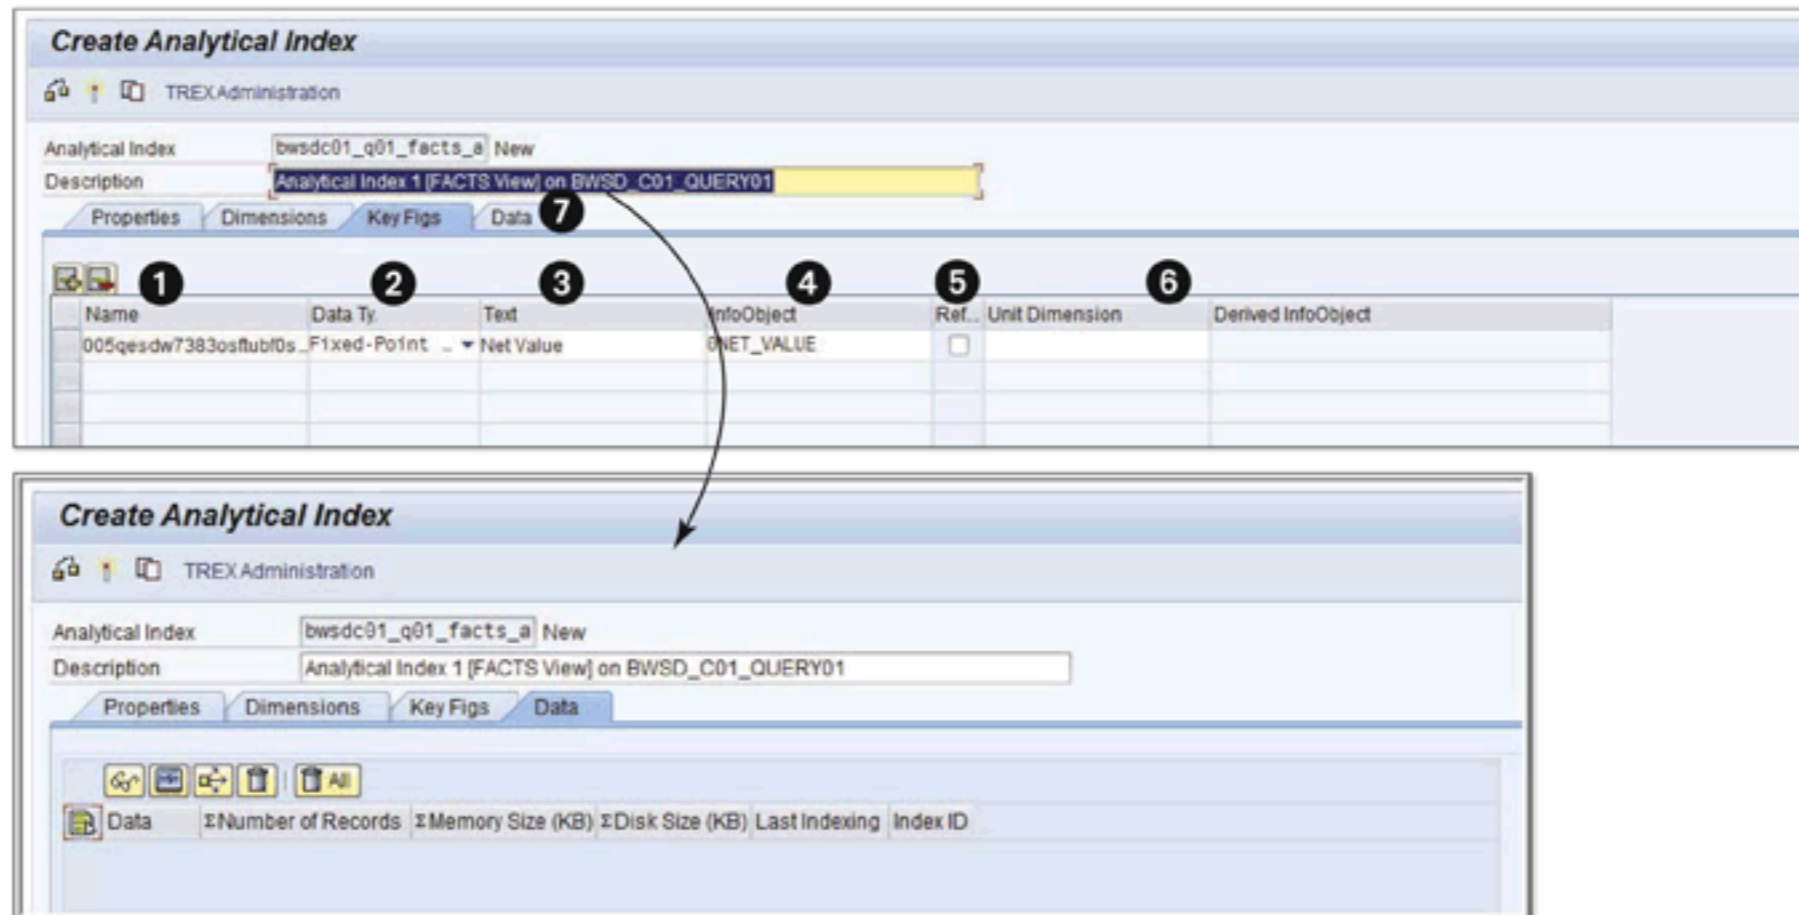 Create Analytical Index
TREX Administration
Analytical Index bwsdc01_q01_facts_a New
Description Analytical Index 1 [FACTS View] on BWSD_C01_QUERY01
Properties Dimensions Key Figs Data 7
1 2 3 4 5 6
Name Data Ty. Text InfoObject Ref... Unit Dimension Derived InfoObject
Fixed-Point ... Net Value 0NET_VALUE
Create Analytical Index
TREX Administration
Analytical Index bwsdc01_q01_facts_a New
Description Analytical Index 1 [FACTS View] on BWSD_C01_QUERY01
Properties Dimensions Key Figs Data
All
Data ΣNumber of Records ΣMemory Size (KB) ΣDisk Size (KB) Last Indexing Index ID